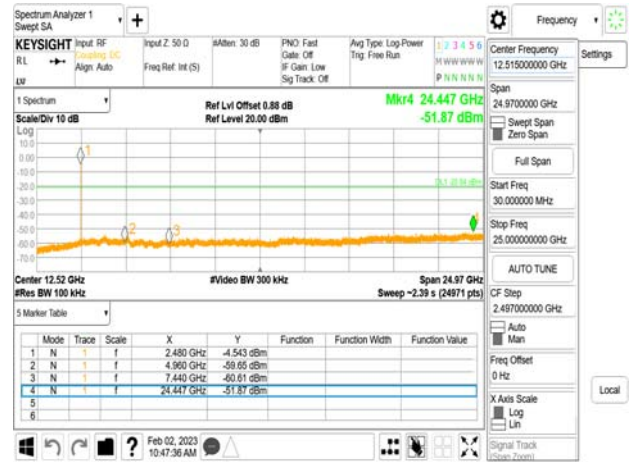 Spectrum Analyzer 1
Swept SA
Frequency
KEYSIGHT Input: RF Input Z: 50 Ω #Atten: 30 dB PNO: Fast Avg Type: Log-Power 1 2 3 4 5 6
RL Coupling: DC Gate: Off Trig: Free Run M W W W W W
Align: Auto Freq Ref: Int (S) IF Gain: Low
Sig Track: Off P N N N N N
Center Frequency
12.515000000 GHz
Settings
Span
24.9700000 GHz
Swept Span
Zero Span
Full Span
Start Freq
30.000000 MHz
Stop Freq
25.000000000 GHz
AUTO TUNE
CF Step
2.497000000 GHz
Auto
Man
Freq Offset
0 Hz
X Axis Scale
Log
Lin
Signal Track
(Span Zoom)
Local
1 Spectrum
Scale/Div 10 dB
Ref Lvl Offset 0.88 dB
Ref Level 20.00 dBm
Mkr4 24.447 GHz
-51.87 dBm
Log
10.0
0.00
-10.0
-20.0
-30.0
-40.0
-50.0
-60.0
-70.0
1
2
3
4
Center 12.52 GHz
#Res BW 100 kHz
#Video BW 300 kHz
Span 24.97 GHz
Sweep ~2.39 s (24971 pts)
5 Marker Table
Mode Trace Scale X Y Function Function Width Function Value
1 N 1 f 2.480 GHz -4.543 dBm
2 N 1 f 4.960 GHz -59.65 dBm
3 N 1 f 7.440 GHz -60.61 dBm
4 N 1 f 24.447 GHz -51.87 dBm
5
6
Feb 02, 2023
10:47:36 AM